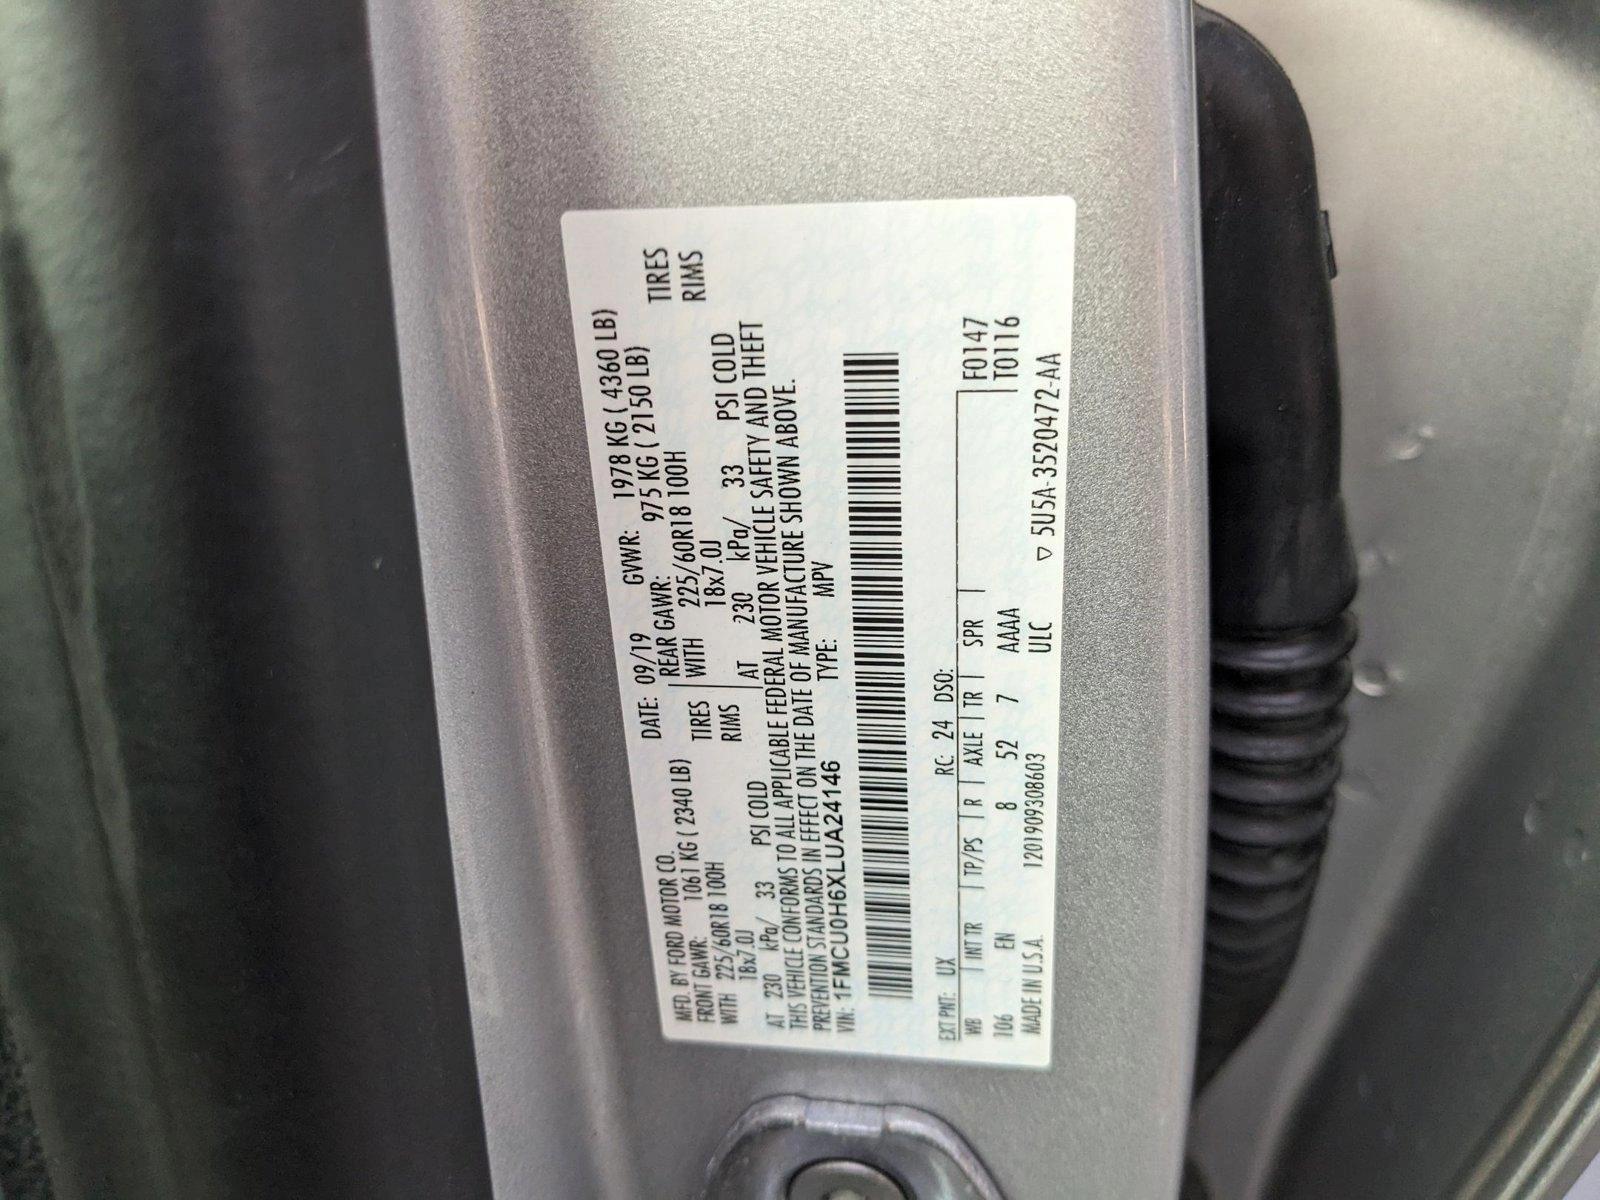 MFD. BY FORD MOTOR CO. DATE: 09/19 GVWR: 1978 KG ( 4360 LB)
FRONT GAWR: 1061 KG ( 2340 LB) REAR GAWR: 975 KG ( 2150 LB)
WITH 225/60R18 100H TIRES WITH 225/60R18 100H TIRES
18x7.0J RIMS 18x7.0J RIMS
AT 230 kPa/ 33 PSI COLD AT 230 kPa/ 33 PSI COLD
THIS VEHICLE CONFORMS TO ALL APPLICABLE FEDERAL MOTOR VEHICLE SAFETY AND THEFT
PREVENTION STANDARDS IN EFFECT ON THE DATE OF MANUFACTURE SHOWN ABOVE.
VIN: 1FMCU0H6XLUA24146 TYPE: MPV
EXT PNT: UX RC: 24 DSO:
WB INT TR TP/PS R AXLE TR SPR F0147
106 EN 8 52 7 AAAA T0116
MADE IN U.S.A. 1201909308603 ULC ▽ 5U5A-3520472-AA